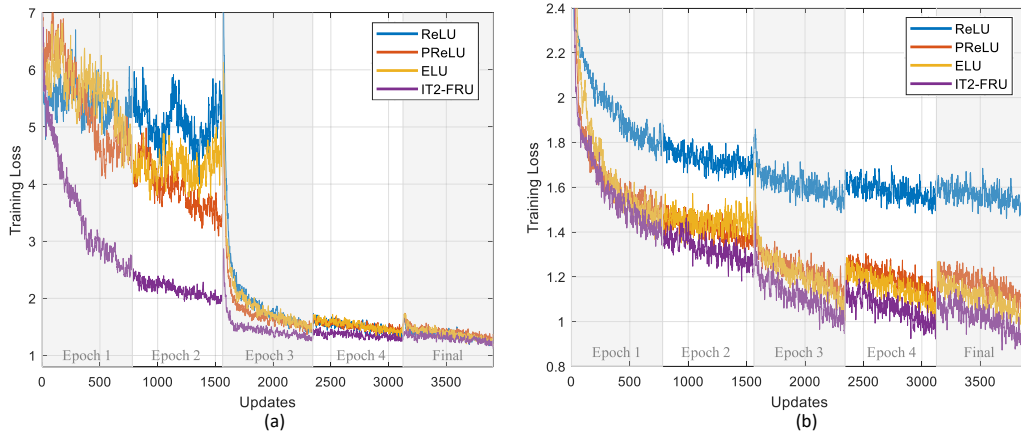 7
6
5
4
3
2
1
Training Loss
ReLU
PReLU
ELU
IT2-FRU
Epoch 1
Epoch 2
Epoch 3
Epoch 4
Final
0
500
1000
1500
2000
2500
3000
3500
Updates
(a)
2.4
2.2
2
1.8
1.6
1.4
1.2
1
0.8
Training Loss
ReLU
PReLU
ELU
IT2-FRU
Epoch 1
Epoch 2
Epoch 3
Epoch 4
Final
0
500
1000
1500
2000
2500
3000
3500
Updates
(b)